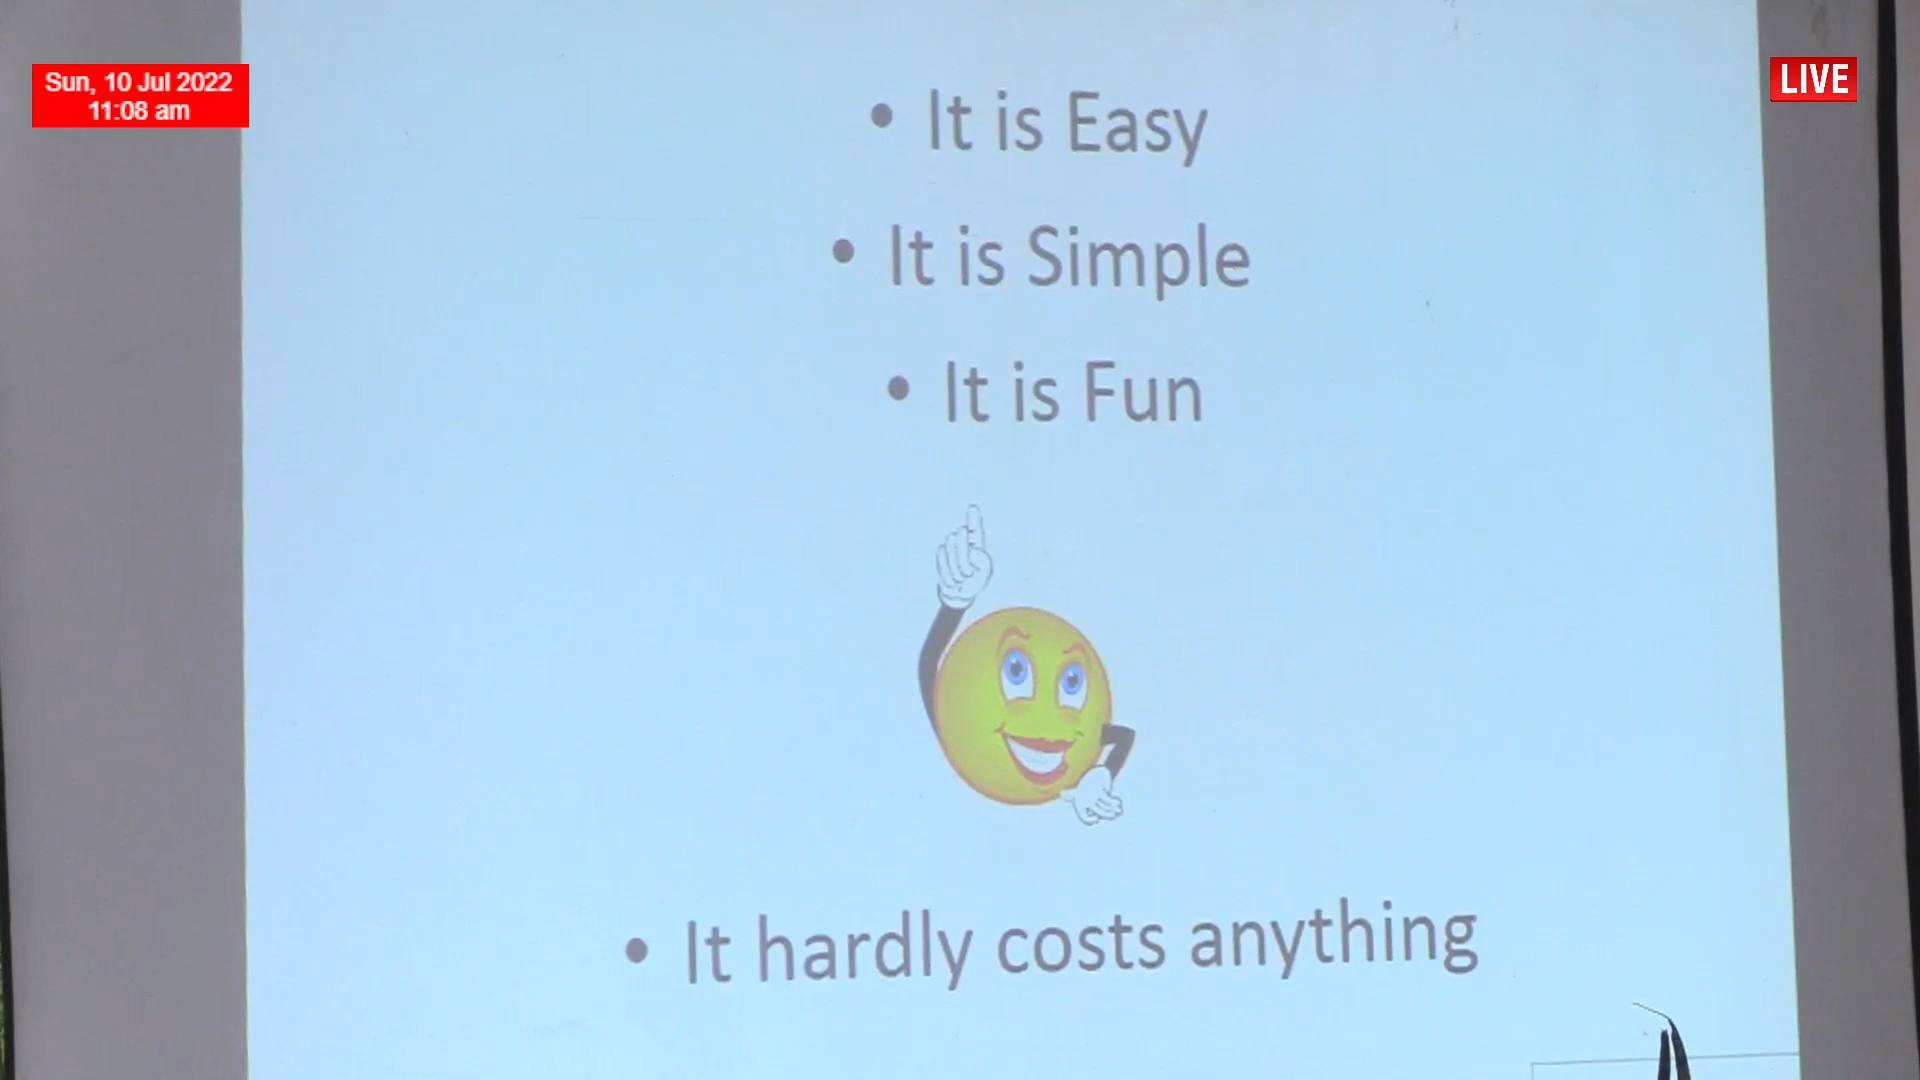 Sun, 10 Jul 2022
11:08 am
LIVE
• It is Easy
• It is Simple
• It is Fun
• It hardly costs anything